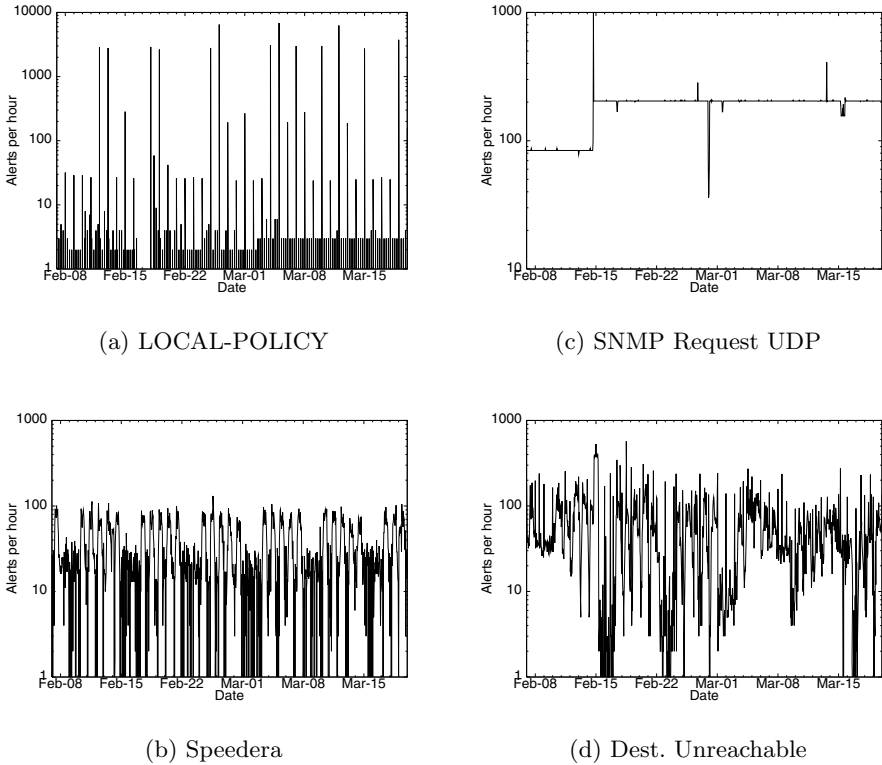 10000
1000
100
10
1
Alerts per hour
Feb-08 Feb-15 Feb-22 Mar-01 Mar-08 Mar-15
Date
(a) LOCAL-POLICY
1000
100
10
Alerts per hour
Feb-08 Feb-15 Feb-22 Mar-01 Mar-08 Mar-15
Date
(c) SNMP Request UDP
1000
100
10
1
Alerts per hour
Feb-08 Feb-15 Feb-22 Mar-01 Mar-08 Mar-15
Date
(b) Speedera
1000
100
10
1
Alerts per hour
Feb-08 Feb-15 Feb-22 Mar-01 Mar-08 Mar-15
Date
(d) Dest. Unreachable